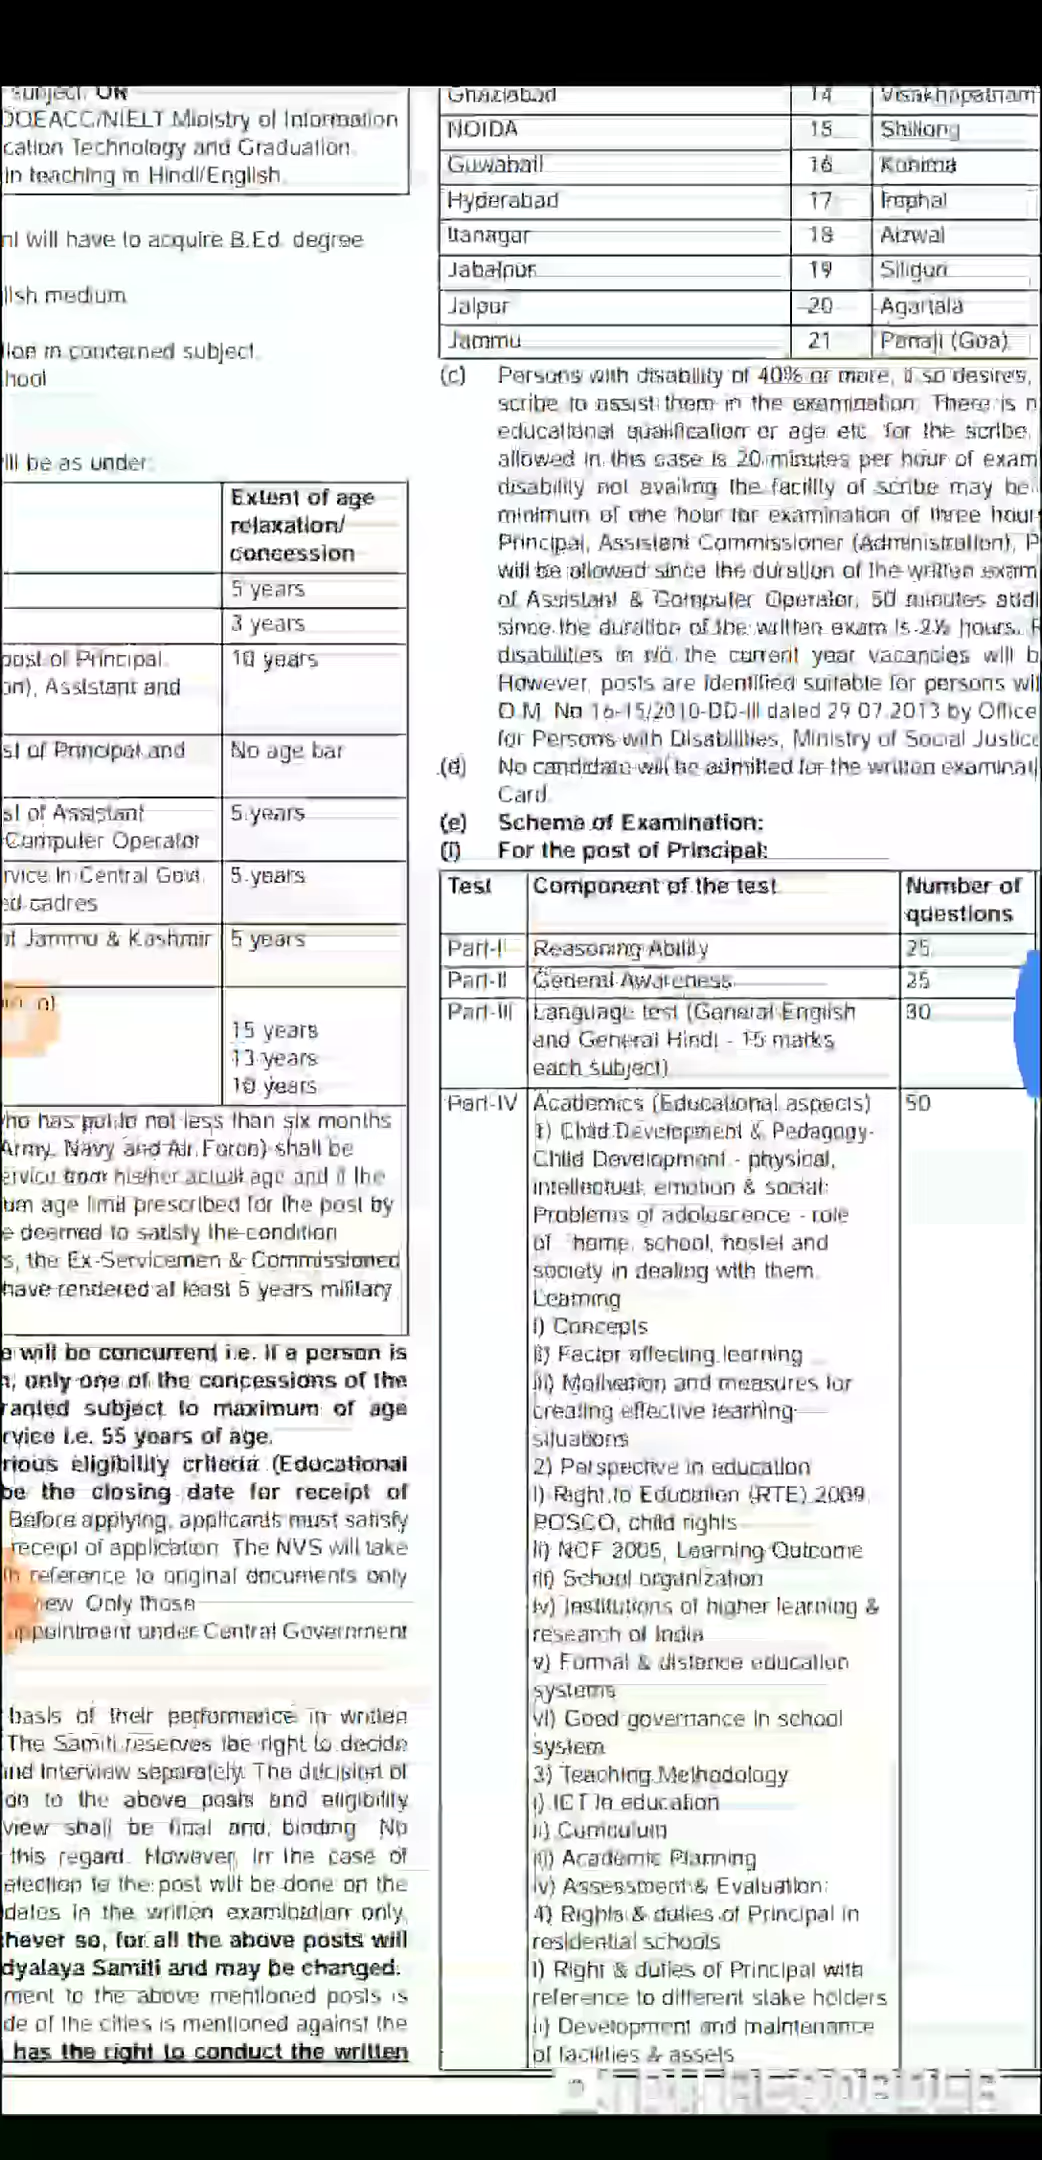 subject. OR
DOEACC/NIELT Ministry of Information
cation Technology and Graduation.
in teaching in Hindi/English.
will have to acquire B.Ed. degree
lish medium
tion in concerned subject.
hool
ill be as under:
Extent of age
relaxation/
concession
5 years
3 years
post of Principal 10 years
on), Assistant and
st of Principal and No age bar
st of Assistant 5 years
Computer Operator
rvice in Central Govt. 5 years
ed cadres
of Jammu & Kashmir 5 years
15 years
13 years
10 years
who has put in not less than six months
Army, Navy and Air Force) shall be
ervice from his/her actual age and if the
um age limit prescribed for the post by
e deemed to satisfy the condition
s, the Ex-Servicemen & Commissioned
have rendered at least 5 years military
e will be concurrent i.e. if a person is
, only one of the concessions of the
ranted subject to maximum of age
rvice i.e. 55 years of age.
rious eligibility criteria (Educational
be the closing date for receipt of
Before applying, applicants must satisfy
receipt of application. The NVS will take
th reference to original documents only
iew. Only those
appointment under Central Government
basis of their performance in written
The Samiti reserves the right to decide
and Interview separately. The decision of
on to the above posts and eligibility
view shall be final and binding. No
this regard. However, in the case of
election to the post will be done on the
dates in the written examination only.
hever so, for all the above posts will
dyalaya Samiti and may be changed.
ment to the above mentioned posts is
de of the cities is mentioned against the
has the right to conduct the written
Ghaziabad 14 Visakhapatnam
NOIDA 15 Shillong
Guwahati 16 Kohima
Hyderabad 17 Imphal
Itanagar 18 Aizwal
Jabalpur 19 Siliguri
Jaipur 20 Agartala
Jammu 21 Panaji (Goa)
(c) Persons with disability of 40% or more, if so desires,
scribe to assist them in the examination. There is n
educational qualification or age etc. for the scribe.
allowed in this case is 20 minutes per hour of exam
disability not availing the facility of scribe may be
minimum of one hour for examination of three hour
Principal, Assistant Commissioner (Administration), P
will be allowed since the duration of the written exam
of Assistant & Computer Operator, 50 minutes addi
since the duration of the written exam is 2½ hours.
disabilities in r/o the current year vacancies will b
However, posts are identified suitable for persons wi
O.M. No 16-15/2010-DD-III dated 29.07.2013 by Office
for Persons with Disabilities, Ministry of Social Justice
(d) No candidate will be admitted for the written examinati
Card.
(e) Scheme of Examination:
(i) For the post of Principal:
Test Component of the test Number of
questions
Part-I Reasoning Ability 25
Part-II General Awareness 25
Part-III Language test (General English 30
and General Hindi - 15 marks
each subject)
Part-IV Academics (Educational aspects) 50
1) Child Development & Pedagogy-
Child Development - physical,
intellectual, emotion & social:
Problems of adolescence - role
of home, school, hostel and
society in dealing with them.
Learning
i) Concepts
ii) Factor affecting learning
iii) Motivation and measures for
creating effective learning
situations
2) Perspective in education
i) Right to Education (RTE) 2009,
POSCO, child rights
ii) NCF 2005, Learning Outcome
iii) School organization
iv) Institutions of higher learning &
research of India
v) Formal & distance education
systems
vi) Good governance in school
system
3) Teaching Methodology
i) ICT in education
ii) Curriculum
iii) Academic Planning
iv) Assessment & Evaluation:
4) Rights & duties of Principal in
residential schools
i) Right & duties of Principal with
reference to different stake holders
ii) Development and maintenance
of facilities & assets